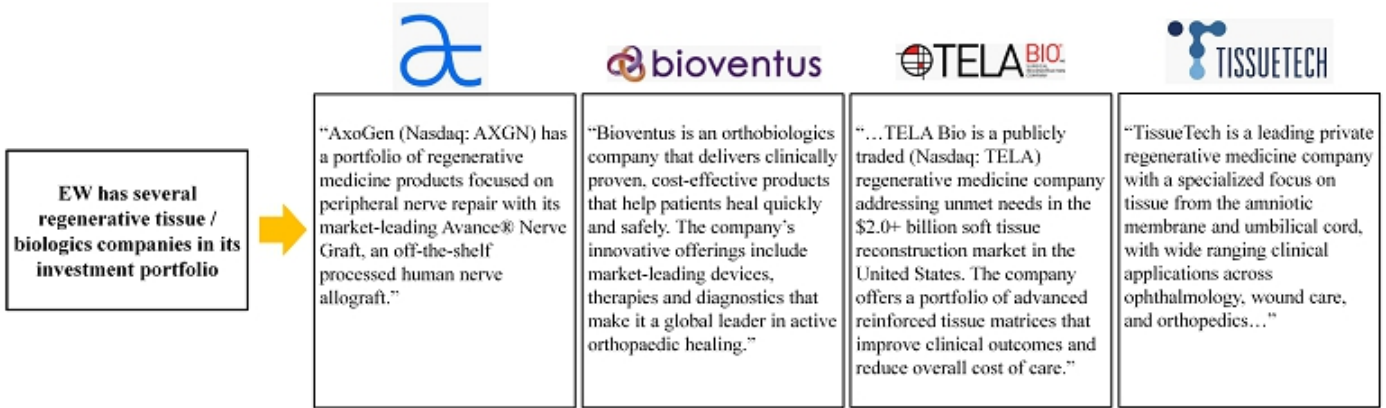 bioventus
TELA BIO
TISSUETECH
EW has several
regenerative tissue /
biologics companies in its
investment portfolio
“AxoGen (Nasdaq: AXGN) has
a portfolio of regenerative
medicine products focused on
peripheral nerve repair with its
market-leading Avance® Nerve
Graft, an off-the-shelf
processed human nerve
allograft.”
“Bioventus is an orthobiologics
company that delivers clinically
proven, cost-effective products
that help patients heal quickly
and safely. The company’s
innovative offerings include
market-leading devices,
therapies and diagnostics that
make it a global leader in active
orthopaedic healing.”
“…TELA Bio is a publicly
traded (Nasdaq: TELA)
regenerative medicine company
addressing unmet needs in the
$2.0+ billion soft tissue
reconstruction market in the
United States. The company
offers a portfolio of advanced
reinforced tissue matrices that
improve clinical outcomes and
reduce overall cost of care.”
“TissueTech is a leading private
regenerative medicine company
with a specialized focus on
tissue from the amniotic
membrane and umbilical cord,
with wide ranging clinical
applications across
ophthalmology, wound care,
and orthopedics…”